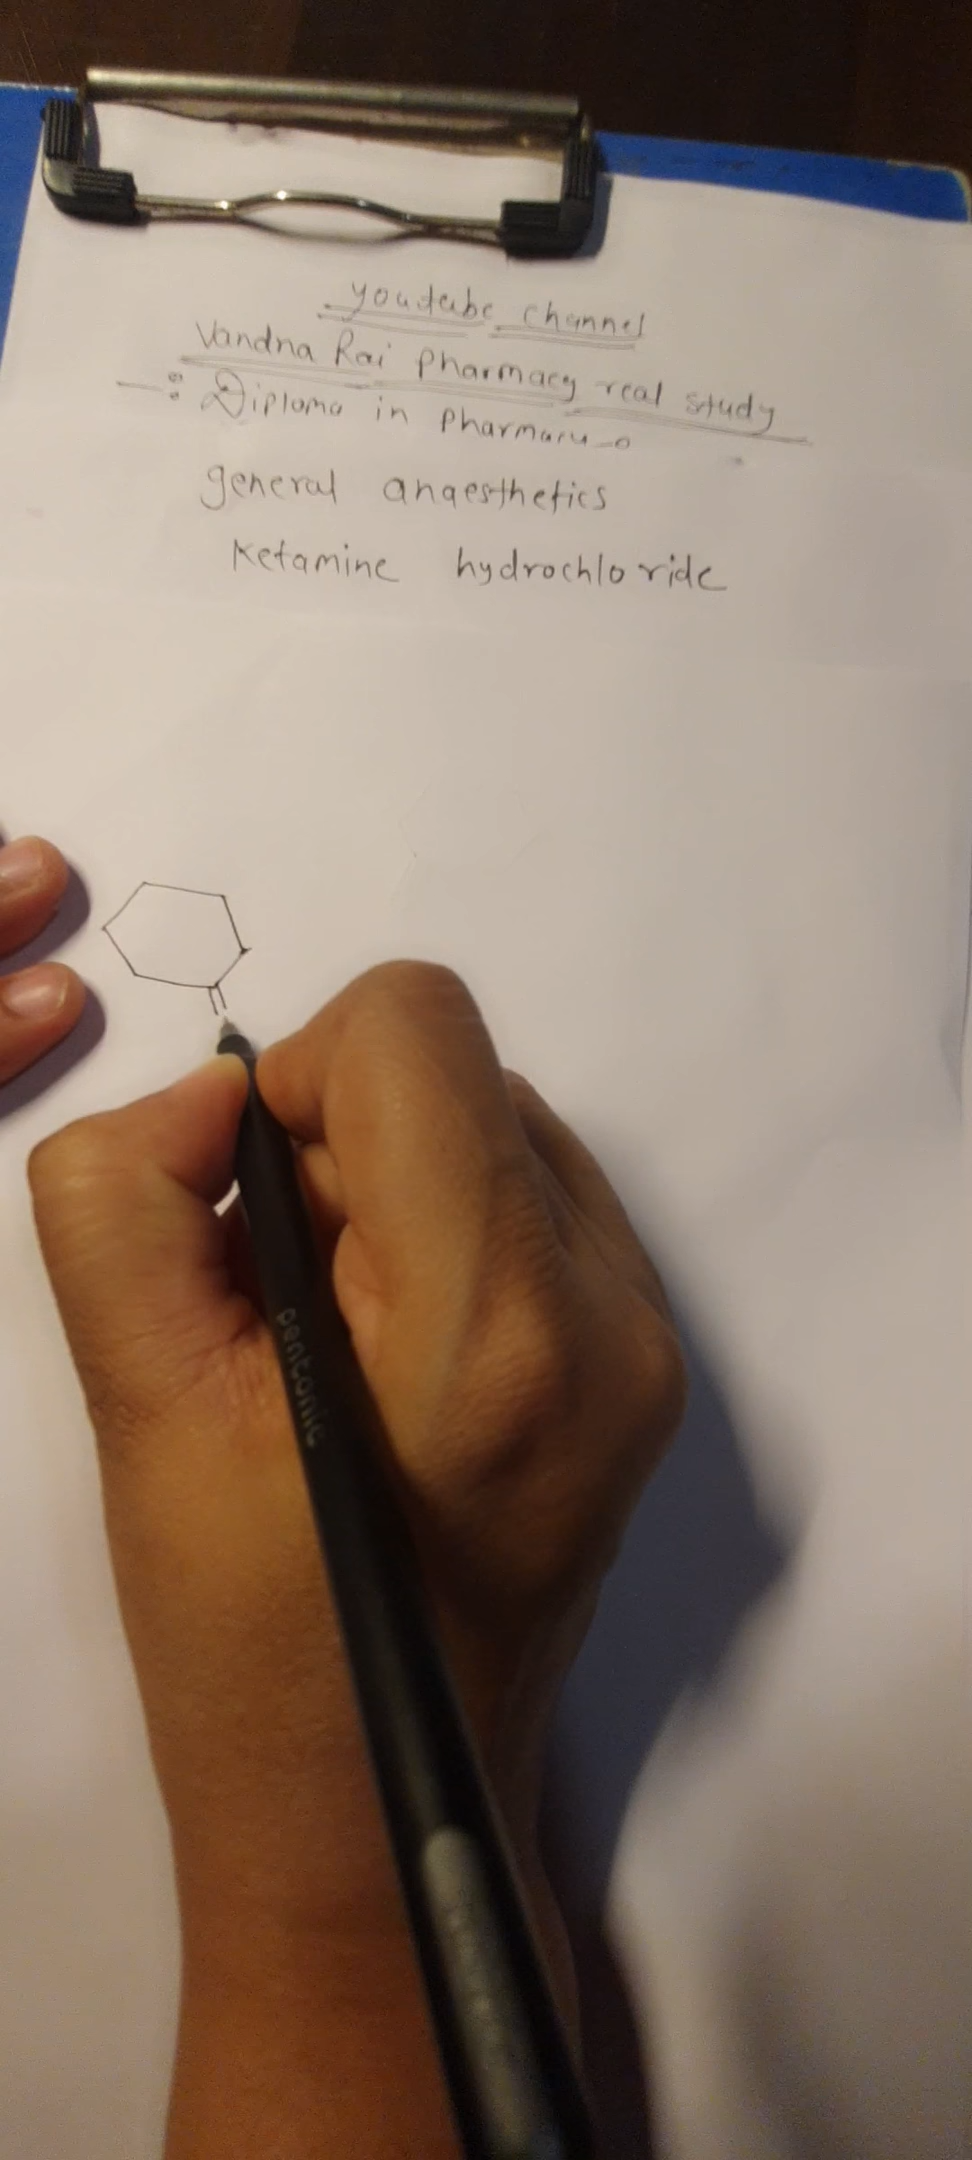 youtube channel
Vandna Rai pharmacy real study
-: Diploma in pharmacy -o
general anaesthetics
Ketamine hydrochloride
pentonic